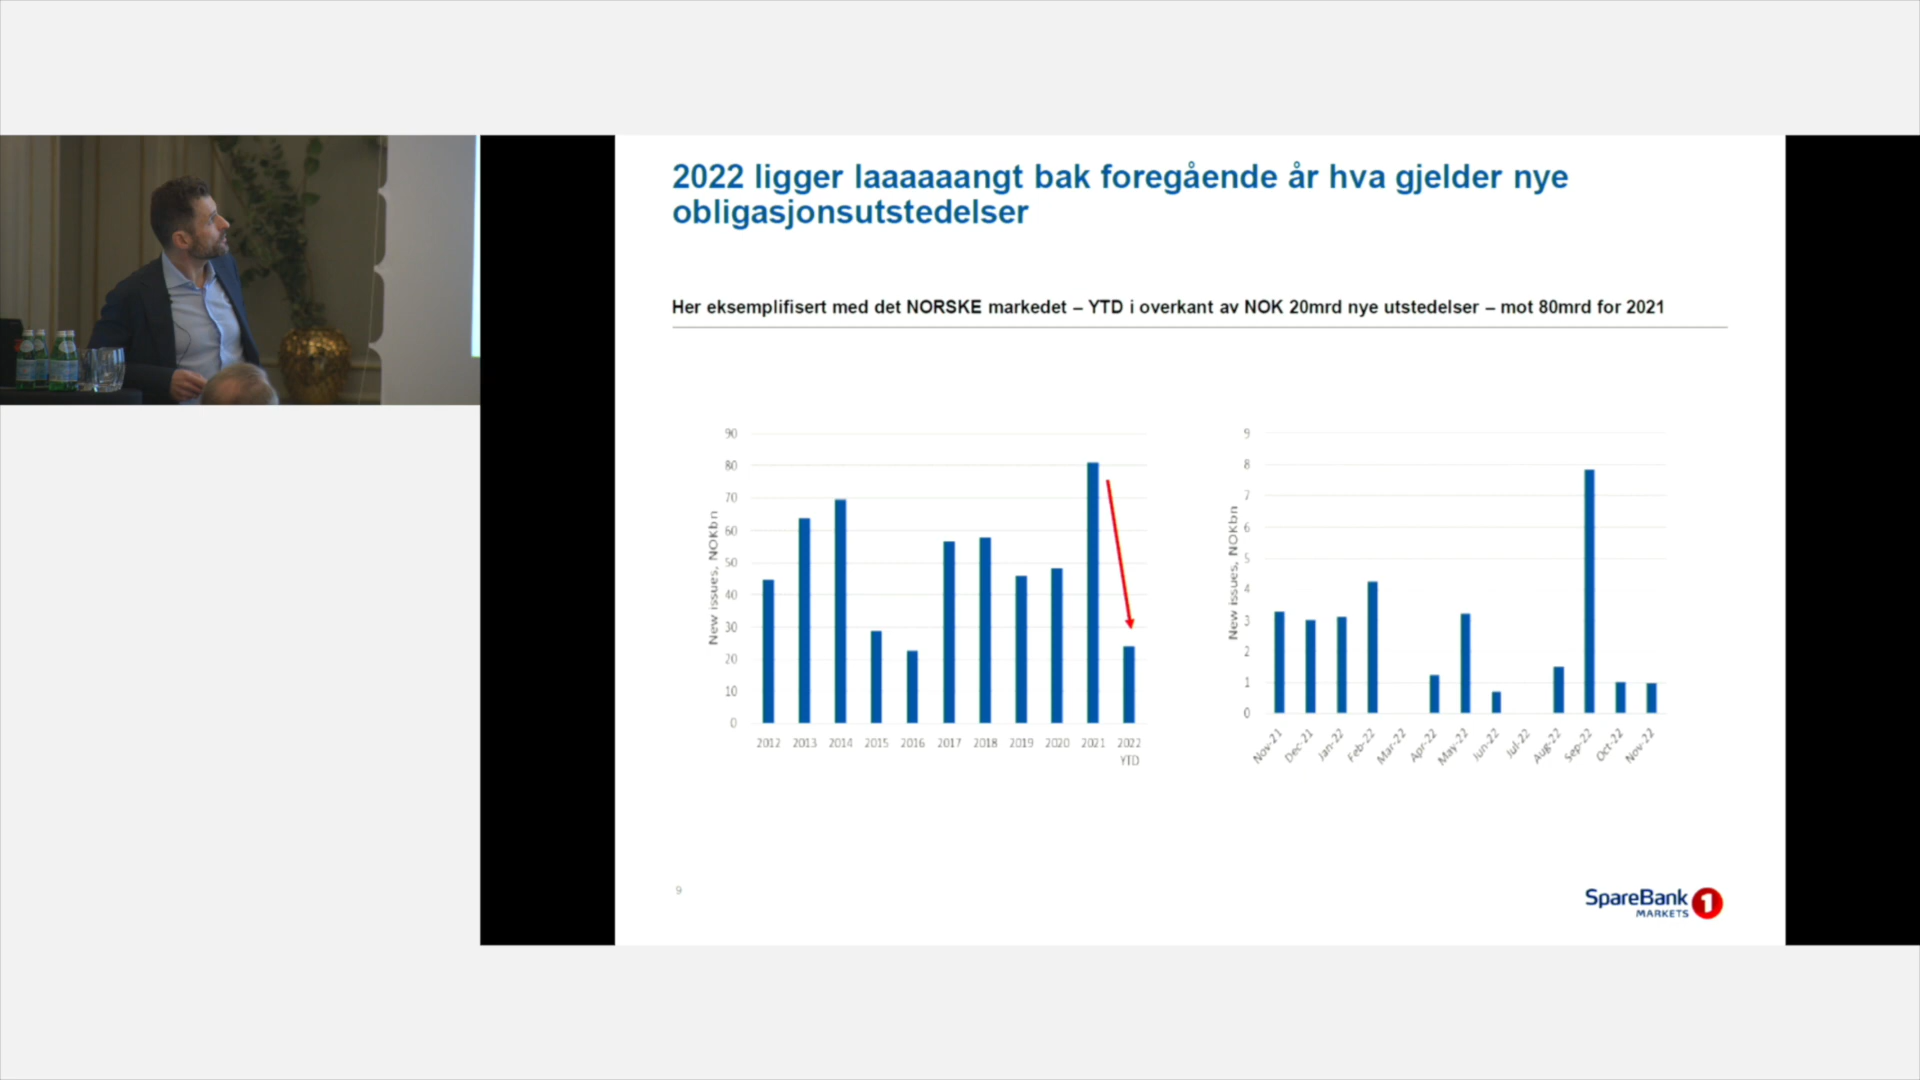 2022 ligger laaaaaangt bak foregående år hva gjelder nye
obligasjonsutstedelser
Her eksemplifisert med det NORSKE markedet – YTD i overkant av NOK 20mrd nye utstedelser – mot 80mrd for 2021
New issues, NOKbn
90
80
70
60
50
40
30
20
10
0
2012 2013 2014 2015 2016 2017 2018 2019 2020 2021 2022
YTD
New issues, NOKbn
9
8
7
6
5
4
3
2
1
0
Nov-21 Dec-21 Jan-22 Feb-22 Mar-22 Apr-22 May-22 Jun-22 Jul-22 Aug-22 Sep-22 Oct-22 Nov-22
9
SpareBank 1
MARKETS